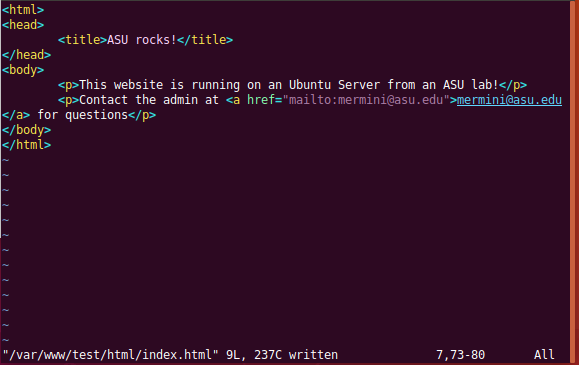 <html>
<head>
        <title>ASU rocks!</title>
</head>
<body>
        <p>This website is running on an Ubuntu Server from an ASU lab!</p>
        <p>Contact the admin at <a href="mailto:mermini@asu.edu">mermini@asu.edu
</a> for questions</p>
</body>
</html>
~
~
~
~
~
~
~
~
~
~
~
~
~
"/var/www/test/html/index.html" 9L, 237C written 7,73-80 All